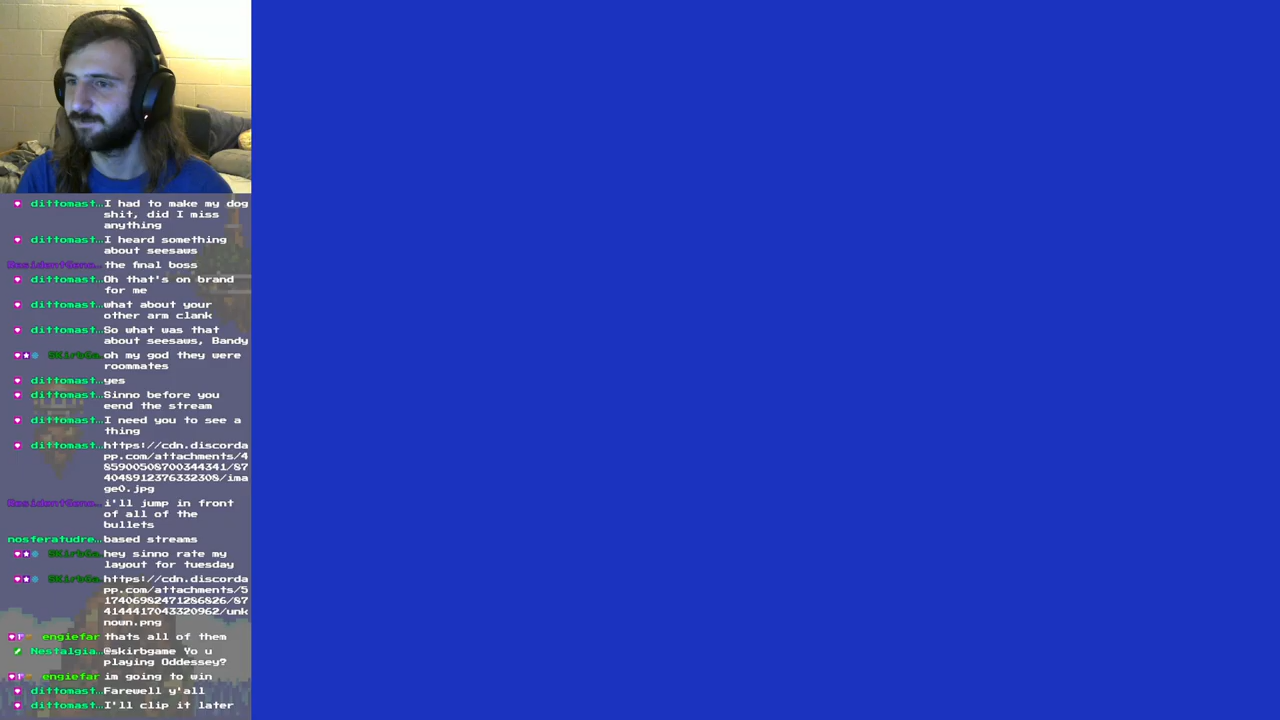 dittomast…I had to make my dog
shit, did I miss
anything
dittomast…I heard something
about seesaws
the final boss
dittomast…Oh that's on brand
for me
dittomast…what about your
other arm clank
dittomast…So what was that
about seesaws, Bandy
SKirbGa…oh my god they were
roommates
dittomast…yes
dittomast…Sinno before you
eend the stream
dittomast…I need you to see a
thing
dittomast…https://cdn.discorda
pp.com/attachments/4
85900508700344341/87
4048912376332308/ima
ge0.jpg
i'll jump in front
of all of the
bullets
nosferatudre…based streams
SKirbGa…hey sinno rate my
layout for tuesday
SKirbGa…https://cdn.discorda
pp.com/attachments/5
17406982471286826/87
4144417043320962/unk
nown.png
engiefar thats all of them
Nestalgia…@skirbgame Yo u
playing Oddessey?
engiefar im going to win
dittomast…Farewell y'all
dittomast…I'll clip it later